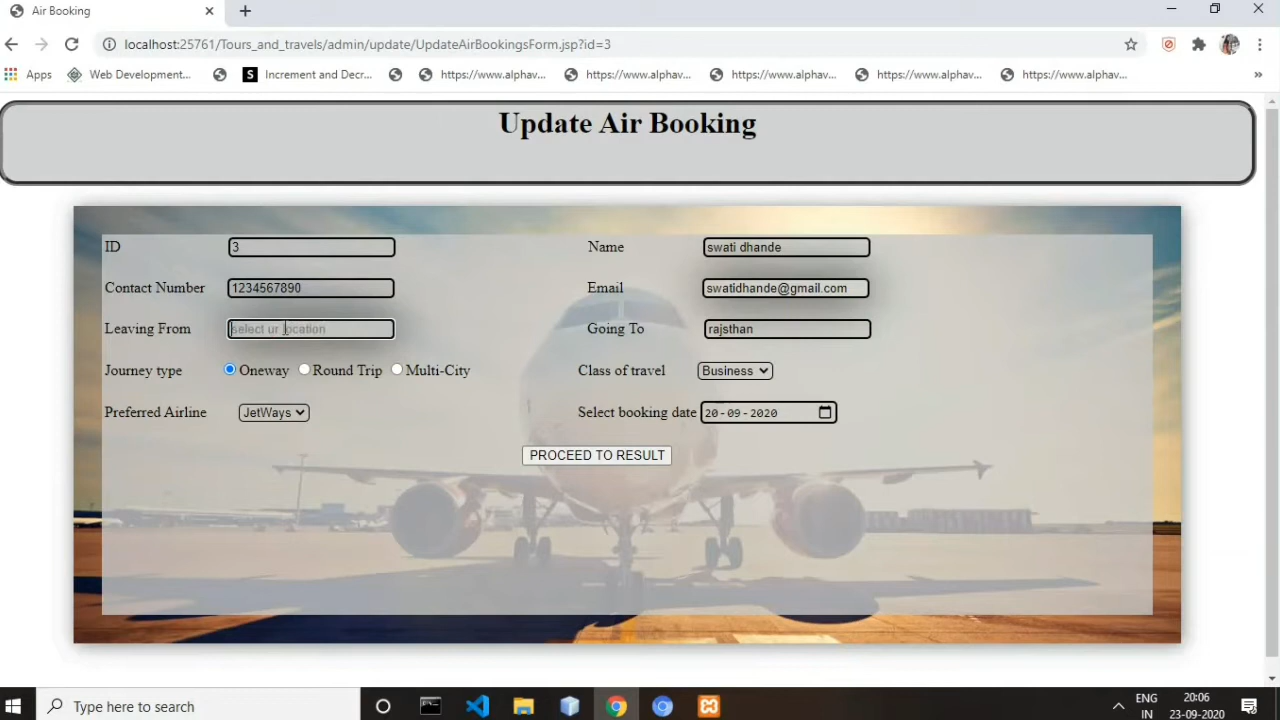 Air Booking
localhost:25761/Tours_and_travels/admin/update/UpdateAirBookingsForm.jsp?id=3
Apps Web Development... S Increment and Decr... https://www.alphav... https://www.alphav... https://www.alphav... https://www.alphav... https://www.alphav... »
Update Air Booking
ID 3 Name swati dhande
Contact Number 1234567890 Email swatidhande@gmail.com
Leaving From select ur location Going To rajsthan
Journey type Oneway Round Trip Multi-City Class of travel Business
Preferred Airline JetWays Select booking date 20-09-2020
PROCEED TO RESULT
Type here to search
ENG 20:06
IN 23-09-2020